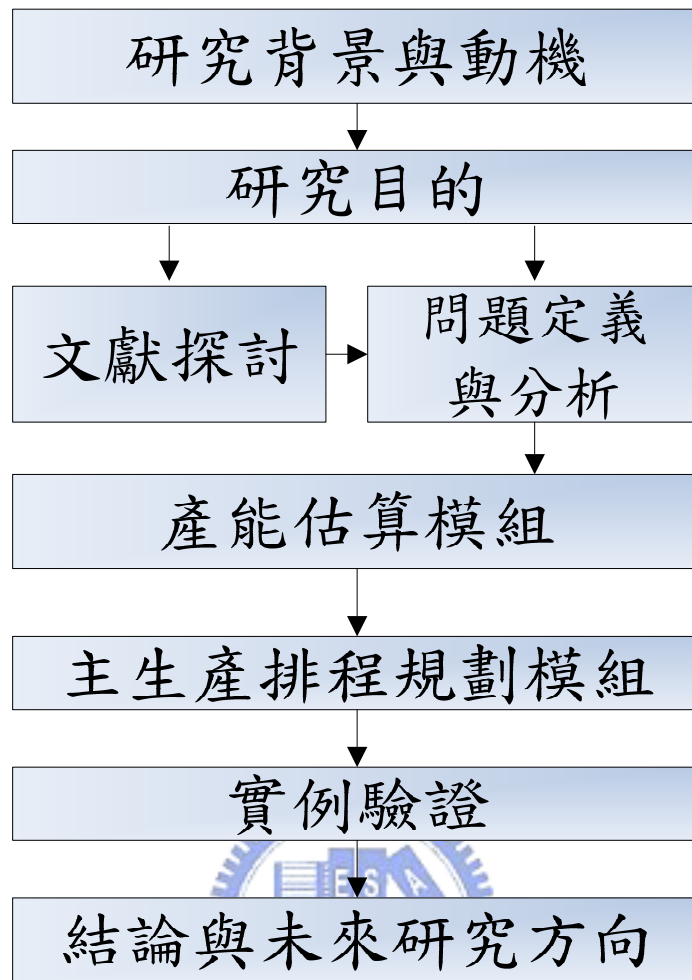 研究背景與動機
研究目的
文獻探討
問題定義
與分析
產能估算模組
主生產排程規劃模組
實例驗證
E S A
結論與未來研究方向